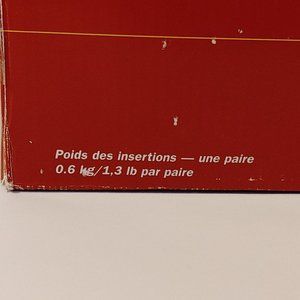 Poids des insertions — une paire
0.6 kg/1,3 lb par paire